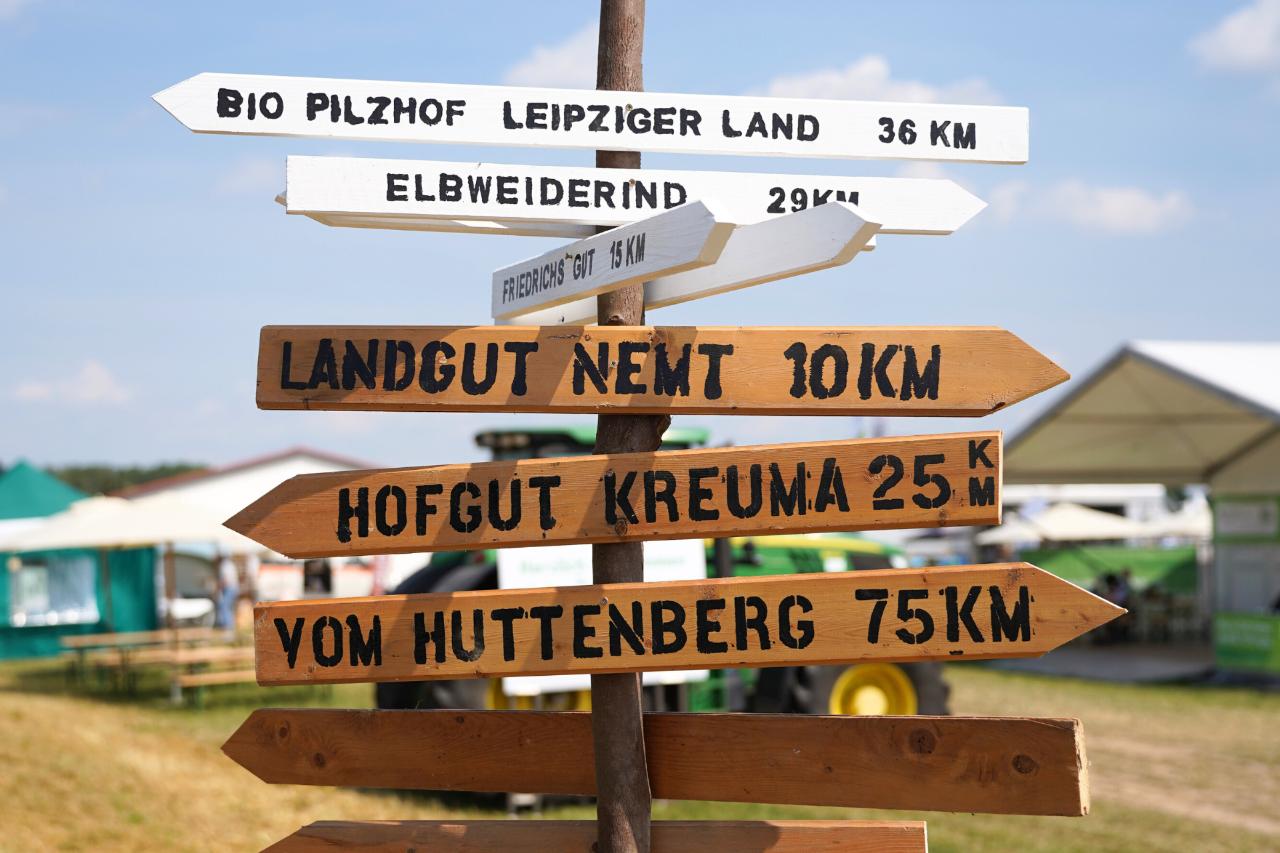 BIO PILZHOF LEIPZIGER LAND 36 KM
ELBWEIDERIND 29KM
FRIEDRICHS GUT 15 KM
LANDGUT NEMT 10KM
HOFGUT KREUMA 25 KM
VOM HUTTENBERG 75KM